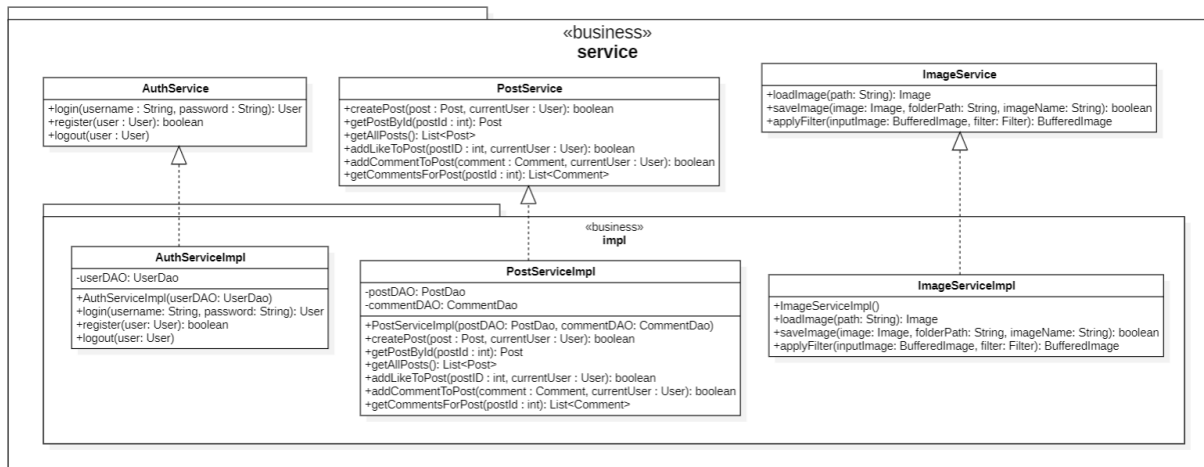 «business»
service
AuthService
+login(username : String, password : String): User
+register(user : User): boolean
+logout(user : User)
PostService
+createPost(post : Post, currentUser : User): boolean
+getPostById(postId : int): Post
+getAllPosts(): List<Post>
+addLikeToPost(postID : int, currentUser : User): boolean
+addCommentToPost(comment : Comment, currentUser : User): boolean
+getCommentsForPost(postId : int): List<Comment>
ImageService
+loadImage(path: String): Image
+saveImage(image: Image, folderPath: String, imageName: String): boolean
+applyFilter(inputImage: BufferedImage, filter: Filter): BufferedImage
«business»
impl
AuthServiceImpl
-userDAO: UserDao
+AuthServiceImpl(userDAO: UserDao)
+login(username: String, password: String): User
+register(user: User): boolean
+logout(user: User)
PostServiceImpl
-postDAO: PostDao
-commentDAO: CommentDao
+PostServiceImpl(postDAO: PostDao, commentDAO: CommentDao)
+createPost(post : Post, currentUser : User): boolean
+getPostById(postId : int): Post
+getAllPosts(): List<Post>
+addLikeToPost(postID : int, currentUser : User): boolean
+addCommentToPost(comment : Comment, currentUser : User): boolean
+getCommentsForPost(postId : int): List<Comment>
ImageServiceImpl
+ImageServiceImpl()
+loadImage(path: String): Image
+saveImage(image: Image, folderPath: String, imageName: String): boolean
+applyFilter(inputImage: BufferedImage, filter: Filter): BufferedImage